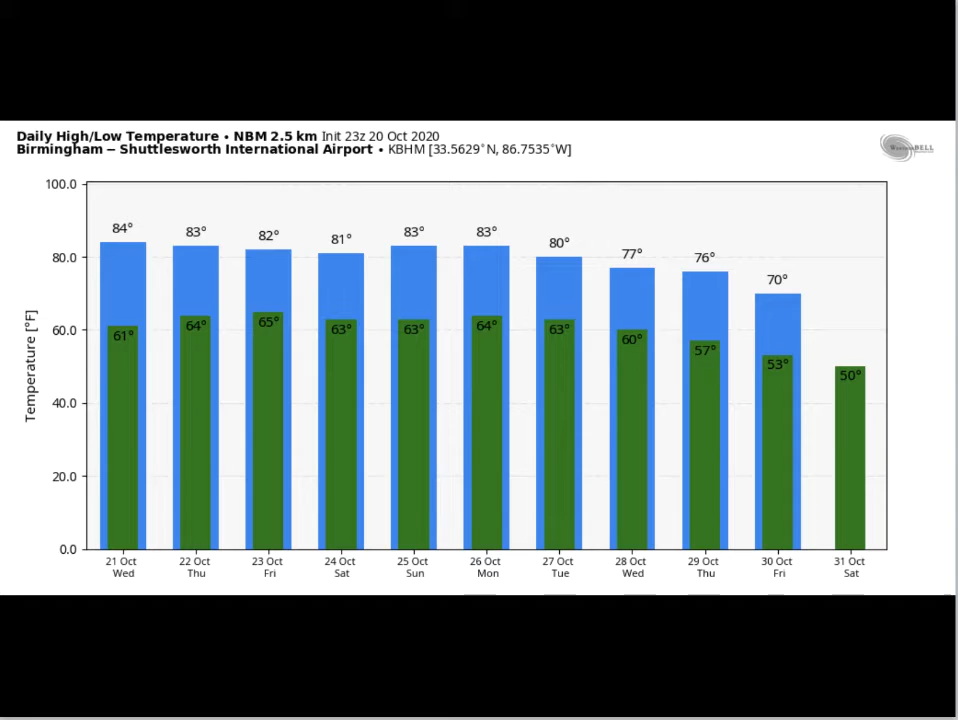 Daily High/Low Temperature • NBM 2.5 km Init 23z 20 Oct 2020
Birmingham – Shuttlesworth International Airport • KBHM [33.5629°N, 86.7535°W]
WeatherBELL
Temperature [°F]
100.0
80.0
60.0
40.0
20.0
0.0
84° 83° 82° 81° 83° 83° 80° 77° 76° 70°
61° 64° 65° 63° 63° 64° 63° 60° 57° 53° 50°
21 Oct 22 Oct 23 Oct 24 Oct 25 Oct 26 Oct 27 Oct 28 Oct 29 Oct 30 Oct 31 Oct
Wed Thu Fri Sat Sun Mon Tue Wed Thu Fri Sat